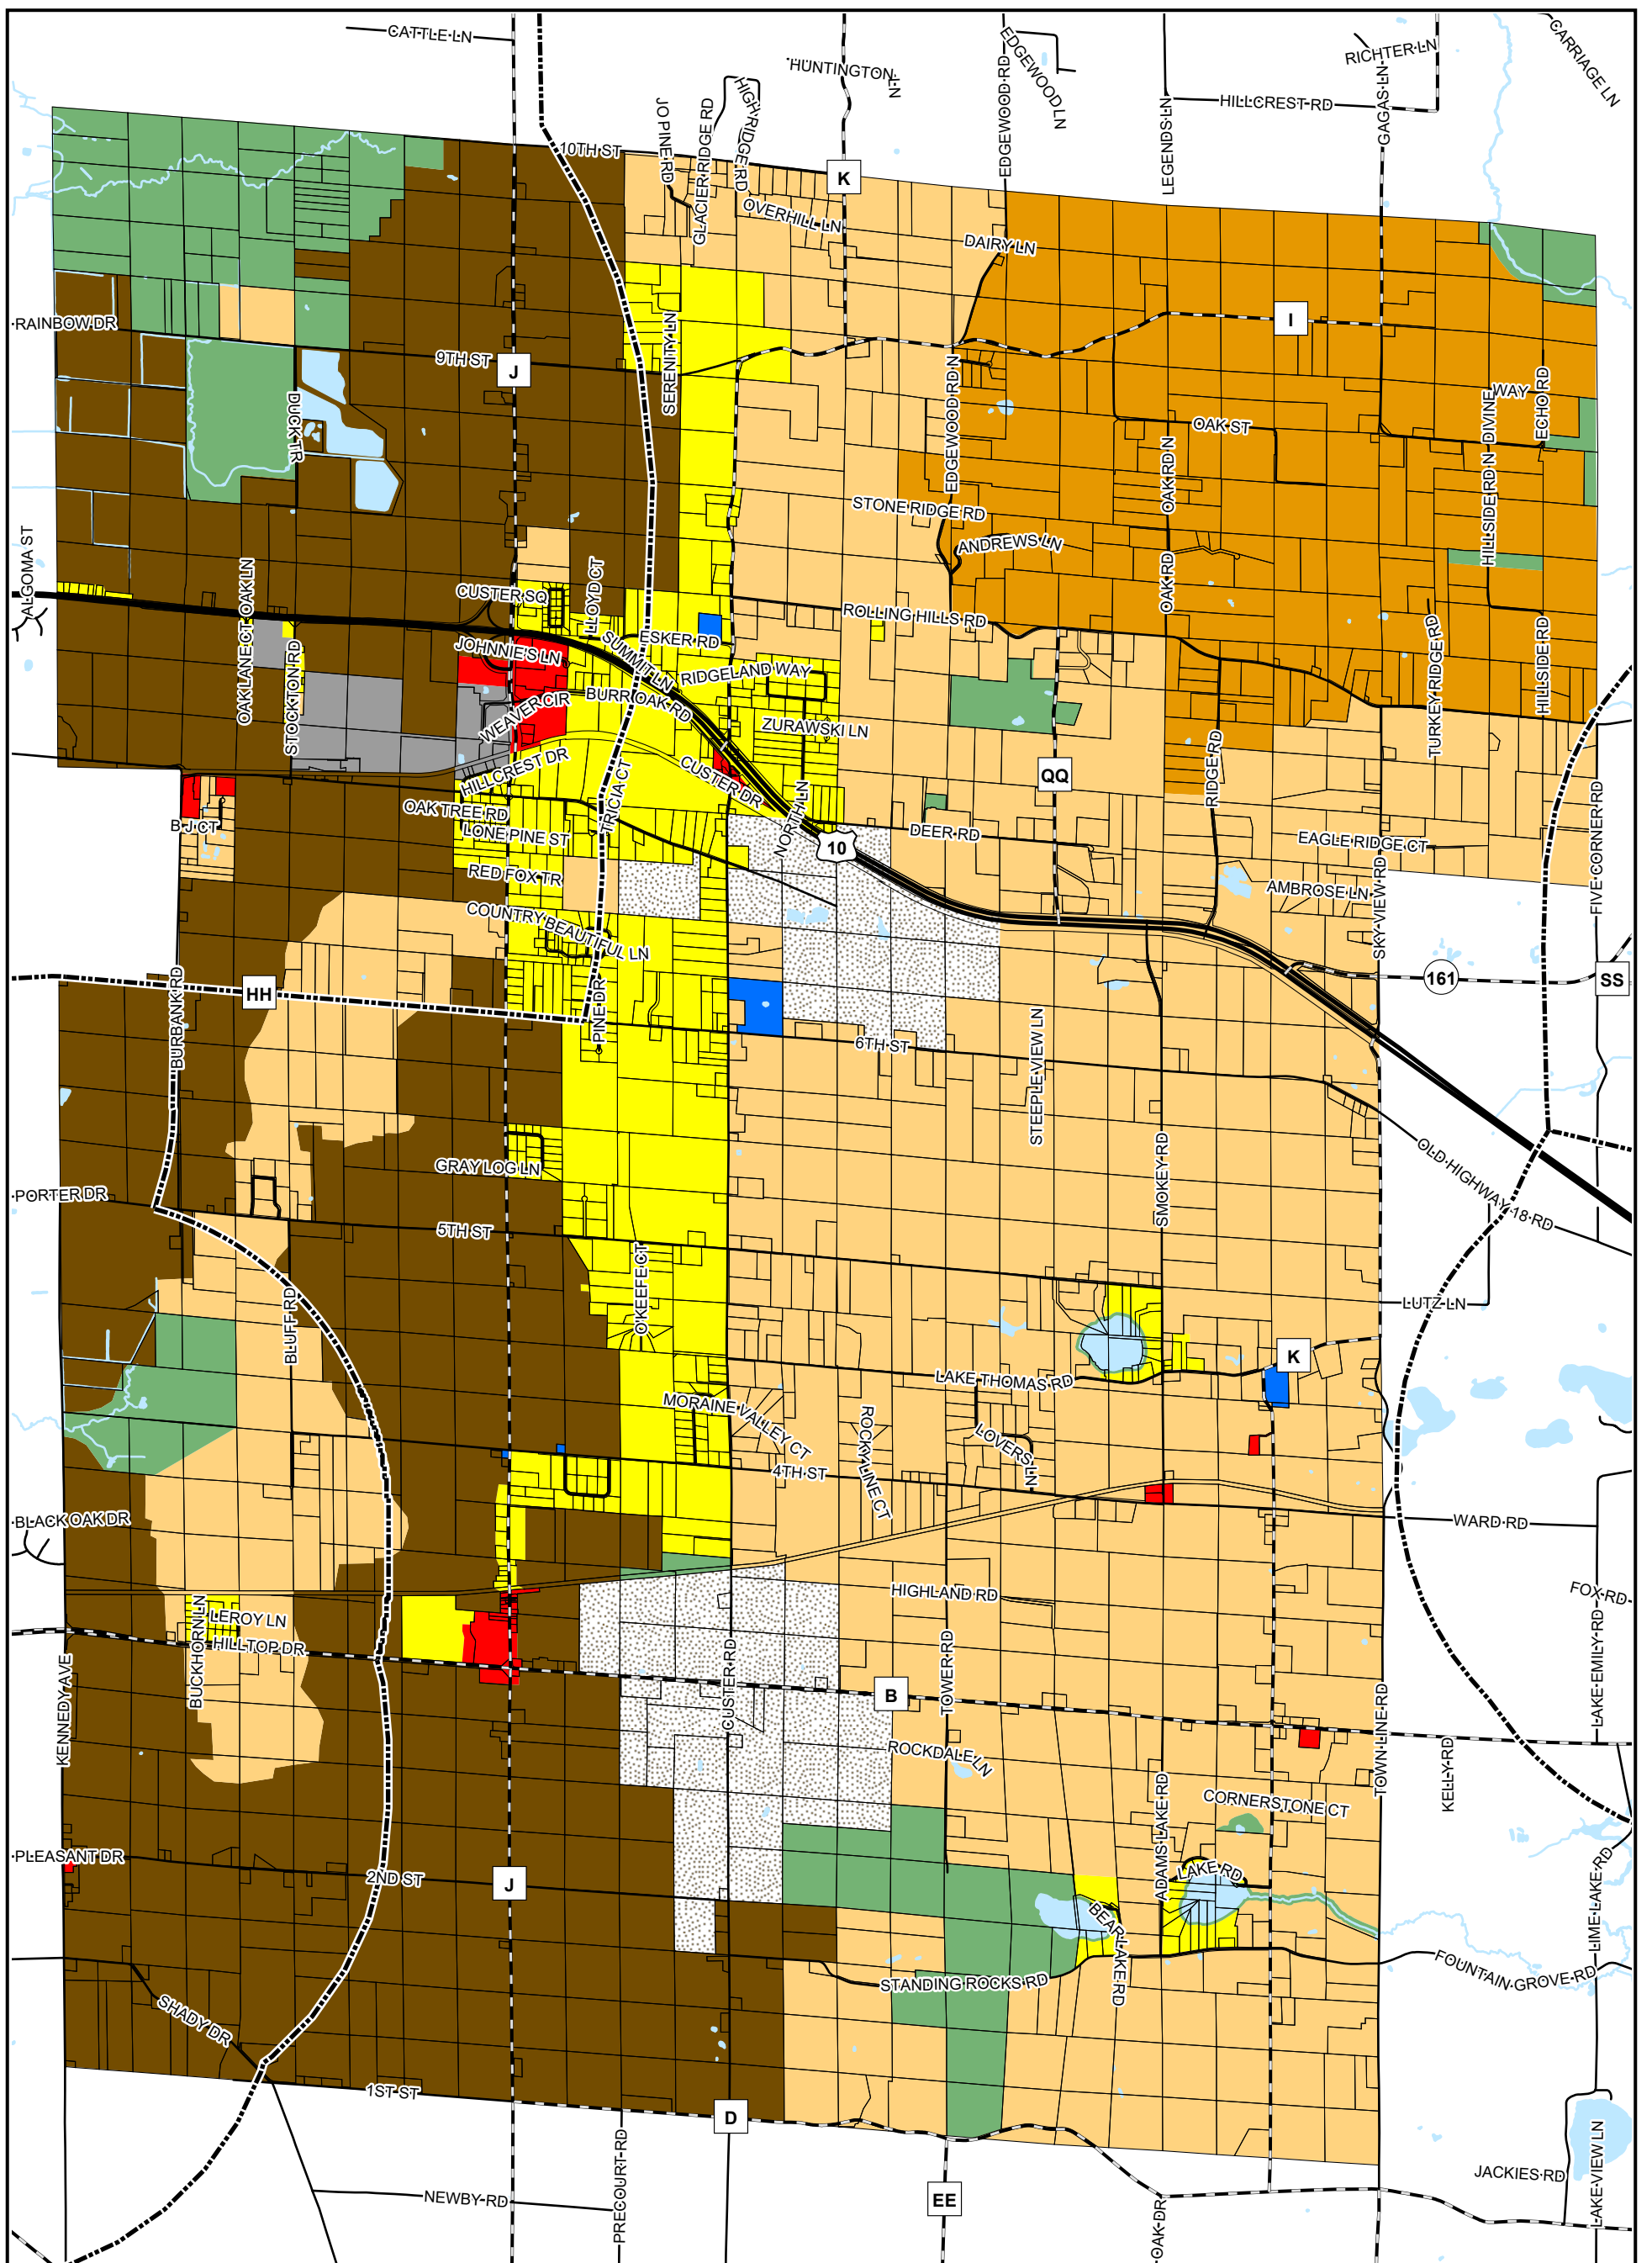 CATTLE LN
HUNTINGTON LN
EDGEWOOD RD
EDGEWOOD LN
RICHTER LN
CARRIAGE LN
HILLCREST RD
LEGENDS LN
GAGAS LN
JO PINE RD
GLACIER RIDGE RD
HIGH RIDGE RD
10TH ST
K
OVERHILL LN
DAIRY LN
RAINBOW DR
I
SERENITY LN
9TH ST
J
DUCK TR
EDGEWOOD RD N
WAY
DIVINE
ECHO RD
OAK ST
OAK RD N
HILLSIDE RD N
STONE RIDGE RD
ANDREWS LN
ALGOMA ST
OAK LN
OAKLANE CT
STOCKTON RD
CUSTER SQ
LLOYD CT
OAK RD
ROLLING HILLS RD
ESKER RD
JOHNNIE'S LN
SUMMIT LN
RIDGELAND WAY
TURKEY RIDGE RD
HILLSIDE RD
WEAVER CIR
BURR OAK RD
ZURAWSKI LN
HILLCREST DR
TRICIA CT
CUSTER DR
QQ
RIDGE RD
OAK TREE RD
NORTH LN
FIVE CORNER RD
B J CT
LONE PINE ST
10
DEER RD
EAGLE RIDGE CT
RED FOX TR
AMBROSE LN
COUNTRY BEAUTIFUL LN
SKY VIEW RD
161
SS
HH
BURBANK RD
PINE DR
6TH ST
STEEPLE VIEW LN
SMOKEY RD
GRAY LOG LN
OLD HIGHWAY 18 RD
PORTER DR
5TH ST
O'KEEFE CT
BLUFF RD
LUTZ LN
K
LAKE THOMAS RD
MORAINE VALLEY CT
ROCKY LINE CT
LOVERS LN
4TH ST
BLACK OAK DR
WARD RD
HIGHLAND RD
FOX RD
LEROY LN
BUCKHORN LN
HILLTOP DR
KENNEDY AVE
CUSTER RD
TOWER RD
B
TOWN LINE RD
LAKE EMILY RD
ROCKDALE LN
KELLY RD
ADAMS LAKE RD
CORNERSTONE CT
PLEASANT DR
2ND ST
J
LAKE RD
BEAR LAKE RD
LIME LAKE RD
STANDING ROCKS RD
FOUNTAIN GROVE RD
SHADY DR
1ST ST
D
PRECOURT RD
NEWBY RD
EE
OAK DR
JACKIES RD
LAKE VIEW LN